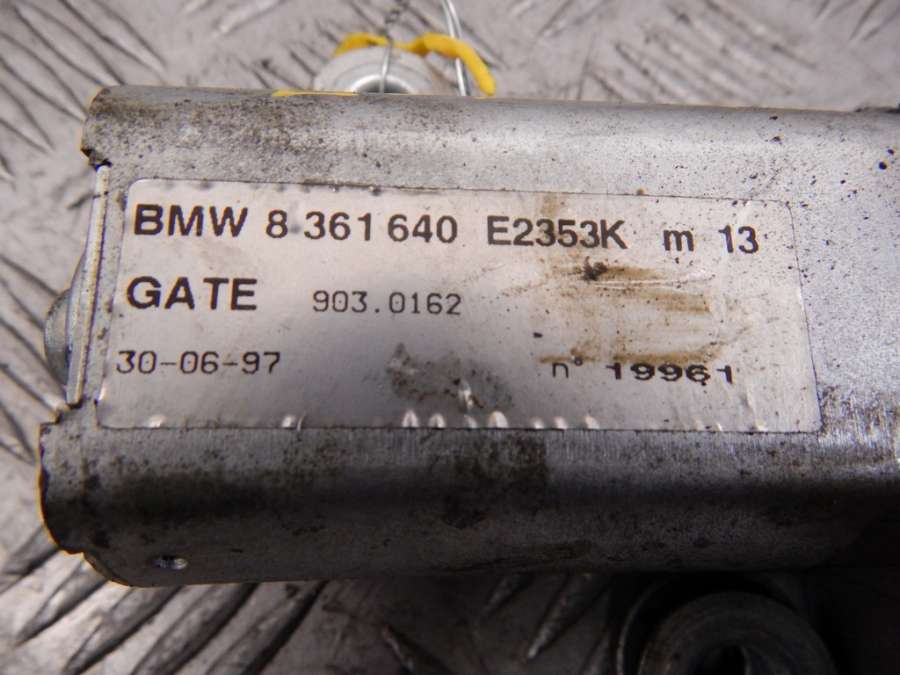 BMW 8 361 640 E2353K m 13
GATE 903.0162
30-06-97 n° 19961